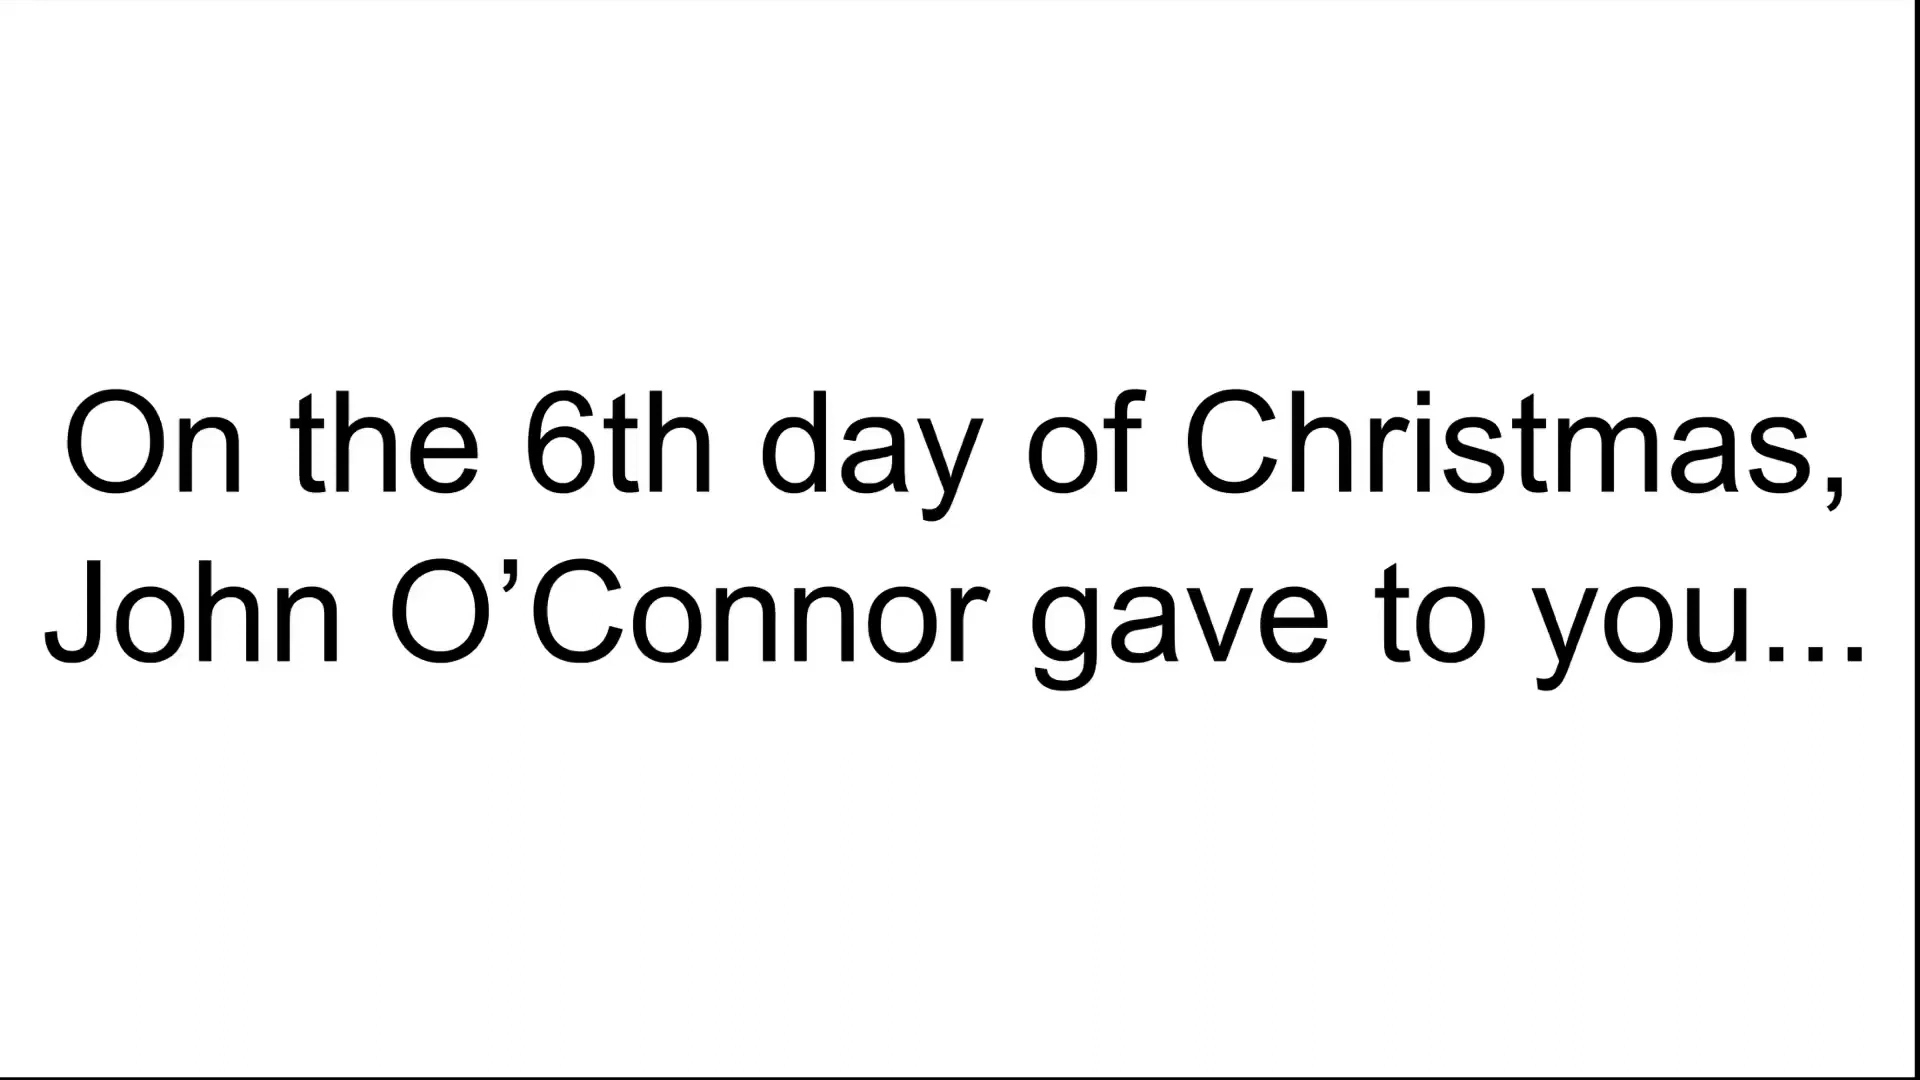 On the 6th day of Christmas,
John O’Connor gave to you...